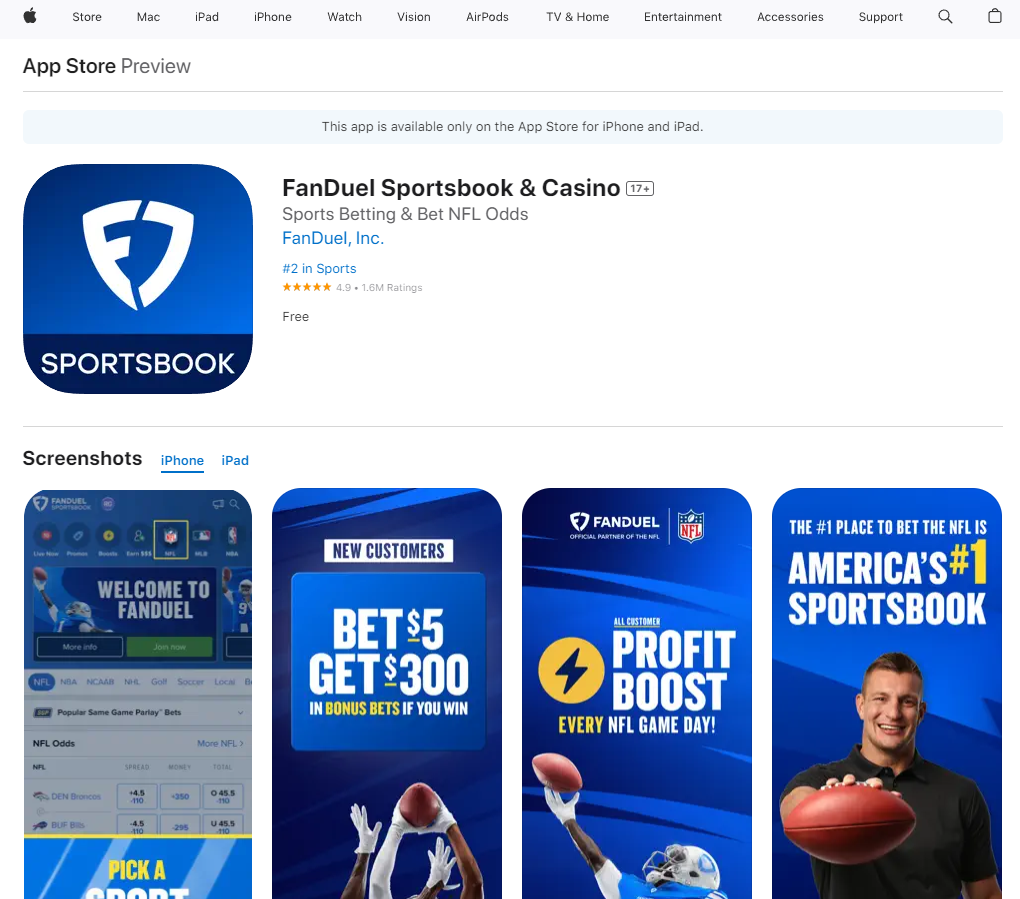 Store Mac iPad iPhone Watch Vision AirPods TV & Home Entertainment Accessories Support
App Store Preview
This app is available only on the App Store for iPhone and iPad.
SPORTSBOOK
FanDuel Sportsbook & Casino 17+
Sports Betting & Bet NFL Odds
FanDuel, Inc.
#2 in Sports
4.9 • 1.6M Ratings
Free
Screenshots iPhone iPad
FANDUEL
SPORTSBOOK
Live Now Promos Boosts Earn $$$ NFL MLB NBA
WELCOME TO
FANDUEL
More info Join now
NFL NBA NCAAB NHL Golf Soccer Local
SGP Popular Same Game Parlay™ Bets
NFL Odds More NFL >
NFL SPREAD MONEY TOTAL
DEN Broncos +4.5 -110 +350 O 45.5 -110
BUF Bills -4.5 -110 -295 U 45.5 -110
PICK A
SPORT
NEW CUSTOMERS
BET $5
GET $300
IN BONUS BETS IF YOU WIN
FANDUEL NFL
OFFICIAL PARTNER OF THE NFL
ALL CUSTOMER
PROFIT
BOOST
EVERY NFL GAME DAY!
THE #1 PLACE TO BET THE NFL IS
AMERICA'S #1
SPORTSBOOK